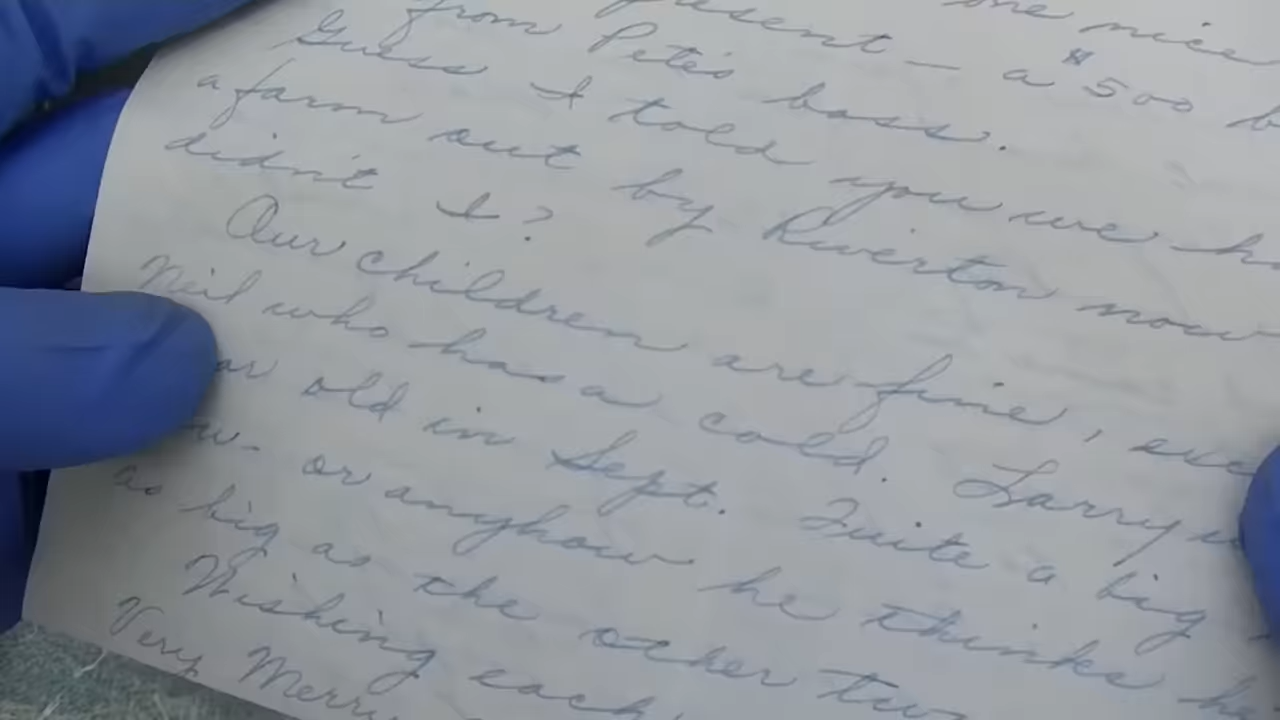 one nice
present — a $500
from Pete's boss.
Guess I told you we
a farm out by Riverton now
didn't I?
Our children are fine,
Neil who has a cold. Larry
old in Sept. Quite a big
or anyhow he thinks
as big as the other two
Wishing each
Very Merry